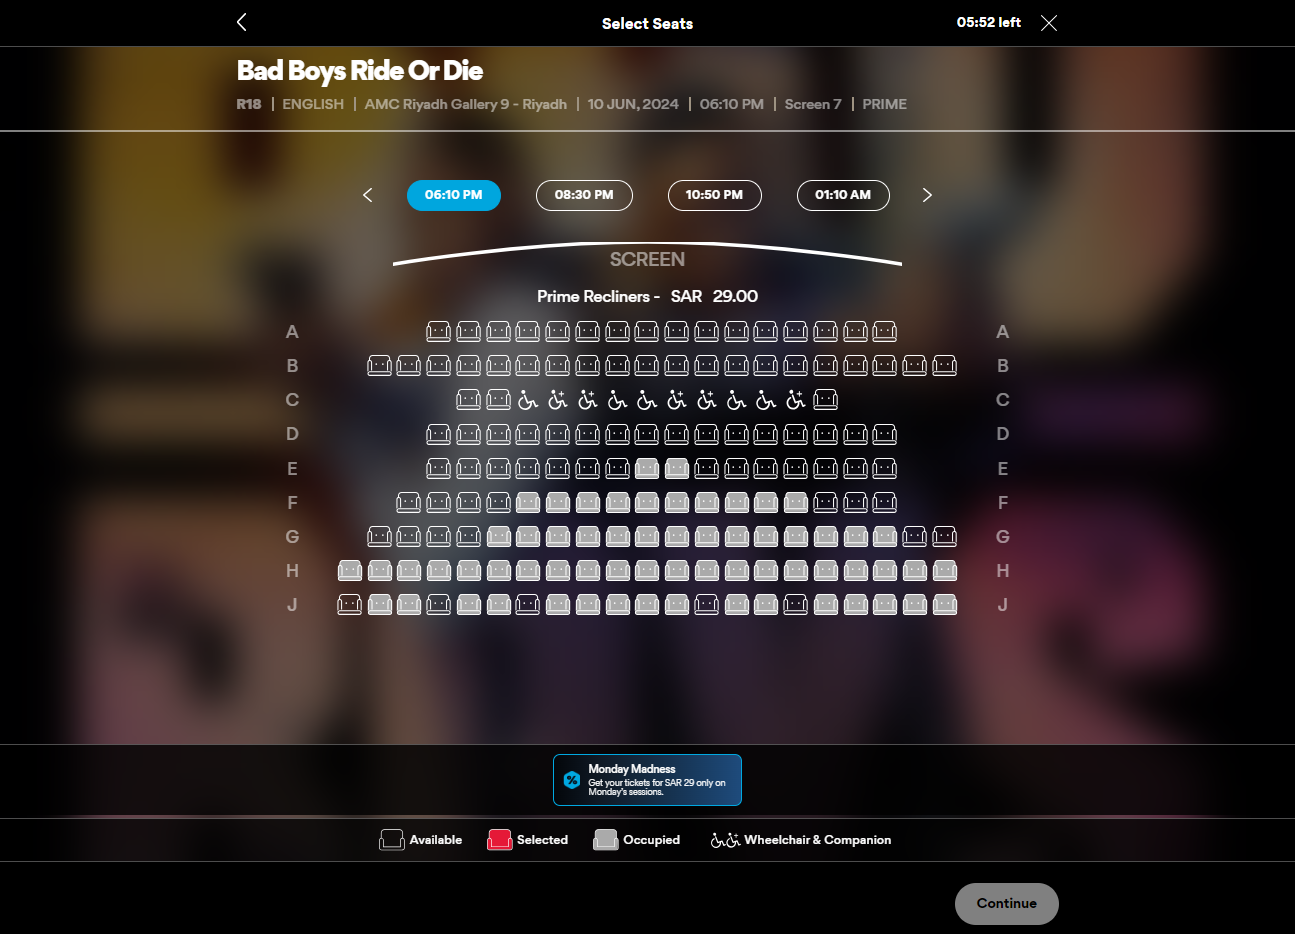 Select Seats
05:52 left
Bad Boys Ride Or Die
R18 | ENGLISH | AMC Riyadh Gallery 9 - Riyadh | 10 JUN, 2024 | 06:10 PM | Screen 7 | PRIME
06:10 PM 08:30 PM 10:50 PM 01:10 AM
SCREEN
Prime Recliners - SAR 29.00
A A
B B
C C
D D
E E
F F
G G
H H
J J
Monday Madness
Get your tickets for SAR 29 only on
Monday's sessions.
Available Selected Occupied Wheelchair & Companion
Continue